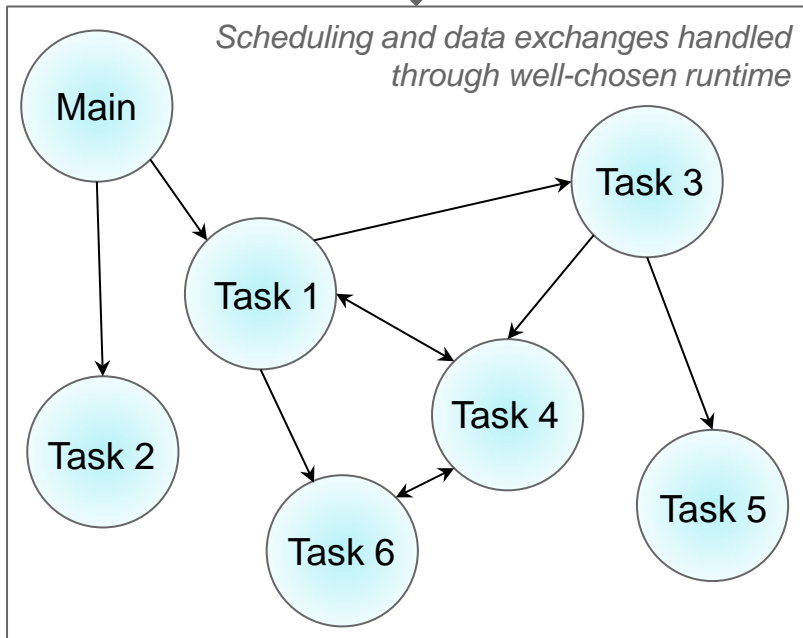 Scheduling and data exchanges handled
through well-chosen runtime
Main
Task 3
Task 1
Task 4
Task 2
Task 5
Task 6